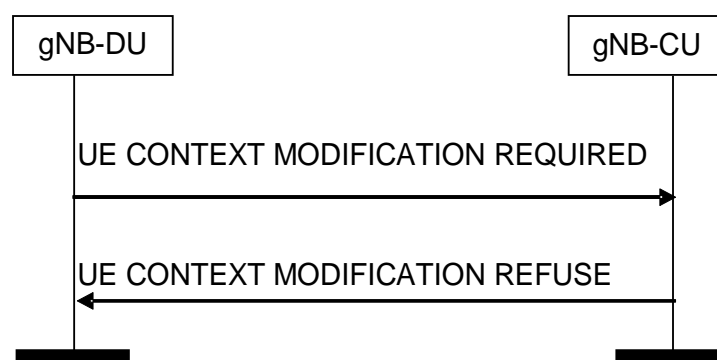 gNB-DU
gNB-CU
UE CONTEXT MODIFICATION REQUIRED
UE CONTEXT MODIFICATION REFUSE